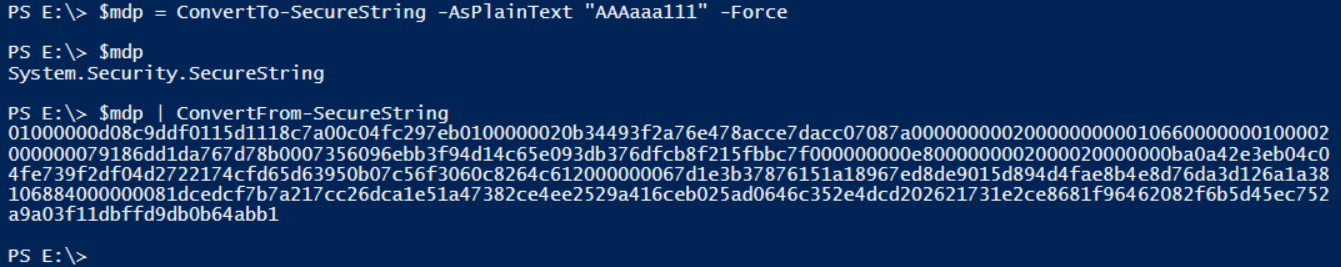 PS E:\> $mdp = ConvertTo-SecureString -AsPlainText "AAAaaa111" -Force
PS E:\> $mdp
System.Security.SecureString
PS E:\> $mdp | ConvertFrom-SecureString
01000000d08c9ddf0115d1118c7a00c04fc297eb0100000020b34493f2a76e478acce7dacc07087a0000000002000000000010660000000100002
000000079186dd1da767d78b0007356096ebb3f94d14c65e093db376dfcb8f215fbbc7f000000000e8000000002000020000000ba0a42e3eb04c0
4fe739f2df04d2722174cfd65d63950b07c56f3060c8264c612000000067d1e3b37876151a18967ed8de9015d894d4fae8b4e8d76da3d126a1a38
106884000000081dcedcf7b7a217cc26dca1e51a47382ce4ee2529a416ceb025ad0646c352e4dcd202621731e2ce8681f96462082f6b5d45ec752
a9a03f11dbffd9db0b64abb1
PS E:\>